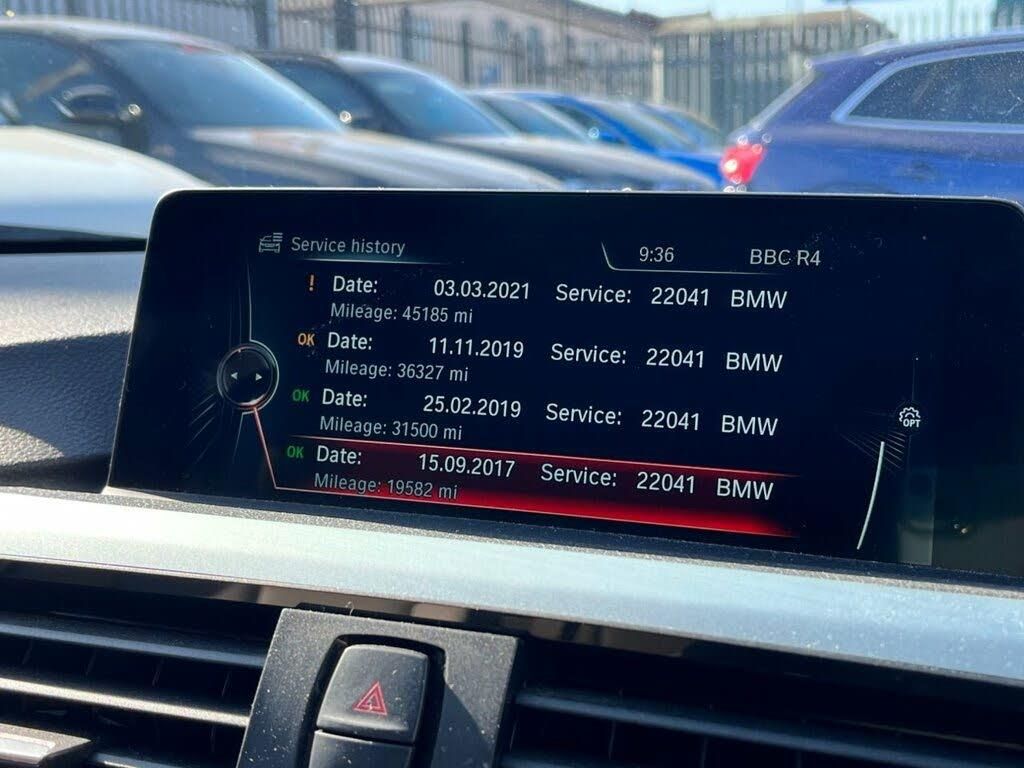 Service history 9:36 BBC R4
! Date: 03.03.2021 Service: 22041 BMW
Mileage: 45185 mi
OK Date: 11.11.2019 Service: 22041 BMW
Mileage: 36327 mi
OK Date: 25.02.2019 Service: 22041 BMW
Mileage: 31500 mi
OK Date: 15.09.2017 Service: 22041 BMW
Mileage: 19582 mi
OPT